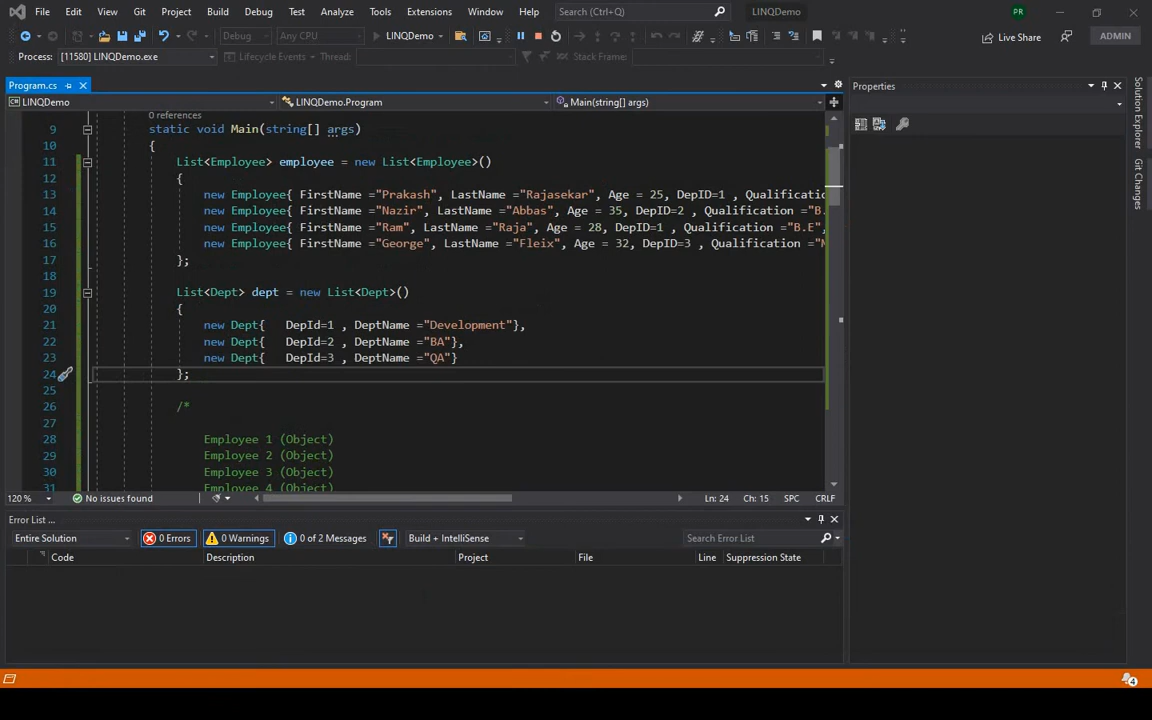 File Edit View Git Project Build Debug Test Analyze Tools Extensions Window Help Search (Ctrl+Q) LINQDemo PR
Debug Any CPU LINQDemo Live Share ADMIN
Process: [11580] LINQDemo.exe Lifecycle Events Thread: Stack Frame:
Program.cs Properties
LINQDemo LINQDemo.Program Main(string[] args)
Solution Explorer
Git Changes
0 references
9 static void Main(string[] args)
10 {
11 List<Employee> employee = new List<Employee>()
12 {
13 new Employee{ FirstName ="Prakash", LastName ="Rajasekar", Age = 25, DepID=1 , Qualification
14 new Employee{ FirstName ="Nazir", LastName ="Abbas", Age = 35, DepID=2 , Qualification ="B.
15 new Employee{ FirstName ="Ram", LastName ="Raja", Age = 28, DepID=1 , Qualification ="B.E",
16 new Employee{ FirstName ="George", LastName ="Fleix", Age = 32, DepID=3 , Qualification ="M
17 };
18
19 List<Dept> dept = new List<Dept>()
20 {
21 new Dept{ DepId=1 , DeptName ="Development"},
22 new Dept{ DepId=2 , DeptName ="BA"},
23 new Dept{ DepId=3 , DeptName ="QA"}
24 };
25
26 /*
27
28 Employee 1 (Object)
29 Employee 2 (Object)
30 Employee 3 (Object)
31 Employee 4 (Object)
120 % No issues found Ln: 24 Ch: 15 SPC CRLF
Error List ...
Entire Solution 0 Errors 0 Warnings 0 of 2 Messages Build + IntelliSense Search Error List
Code Description Project File Line Suppression State
4